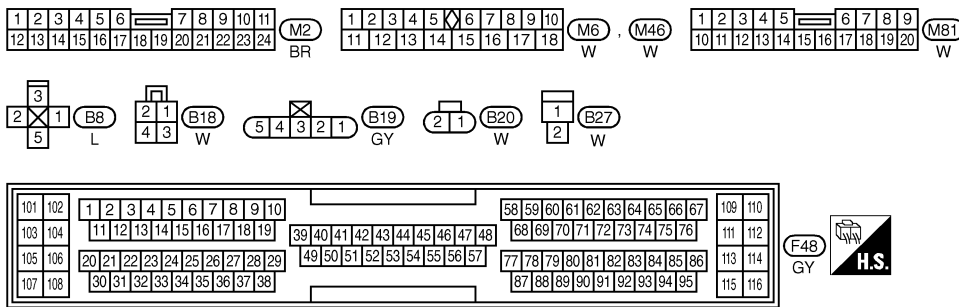 1 2 3 4 5 6 7 8 9 10 11
12 13 14 15 16 17 18 19 20 21 22 23 24
M2
BR
1 2 3 4 5 6 7 8 9 10
11 12 13 14 15 16 17 18
M6 , M46
W W
1 2 3 4 5 6 7 8 9
10 11 12 13 14 15 16 17 18 19 20
M81
W
3
2 1
5
B8
L
2 1
4 3
B18
W
5 4 3 2 1
B19
GY
2 1
B20
W
1
2
B27
W
101 102
103 104
105 106
107 108
1 2 3 4 5 6 7 8 9 10
11 12 13 14 15 16 17 18 19
20 21 22 23 24 25 26 27 28 29
30 31 32 33 34 35 36 37 38
39 40 41 42 43 44 45 46 47 48
49 50 51 52 53 54 55 56 57
58 59 60 61 62 63 64 65 66 67
68 69 70 71 72 73 74 75 76
77 78 79 80 81 82 83 84 85 86
87 88 89 90 91 92 93 94 95
109 110
111 112
113 114
115 116
F48
GY
H.S.